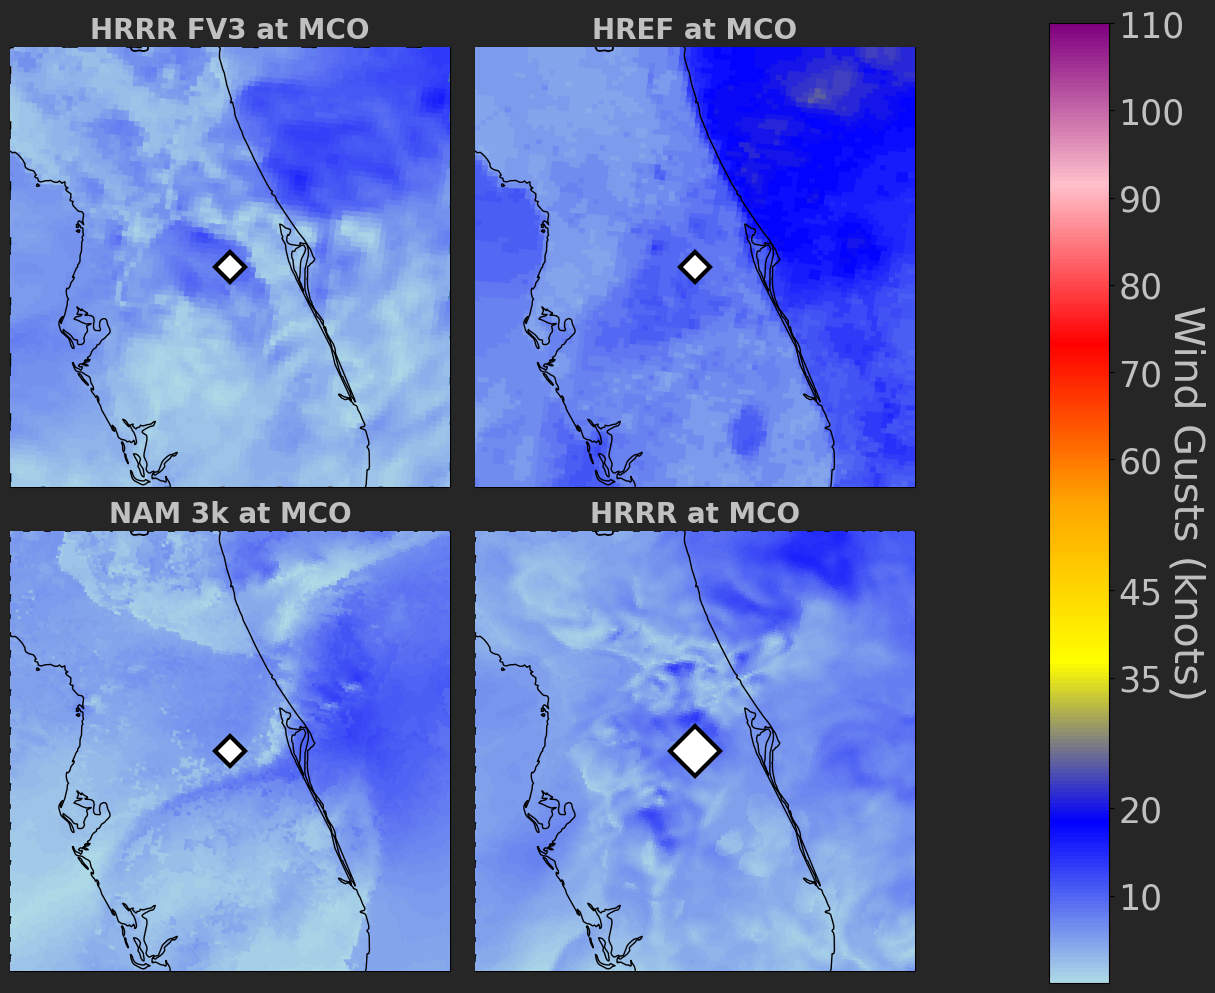 HRRR FV3 at MCO
HREF at MCO
NAM 3k at MCO
HRRR at MCO
110
100
90
80
70
60
45
35
20
10
Wind Gusts (knots)